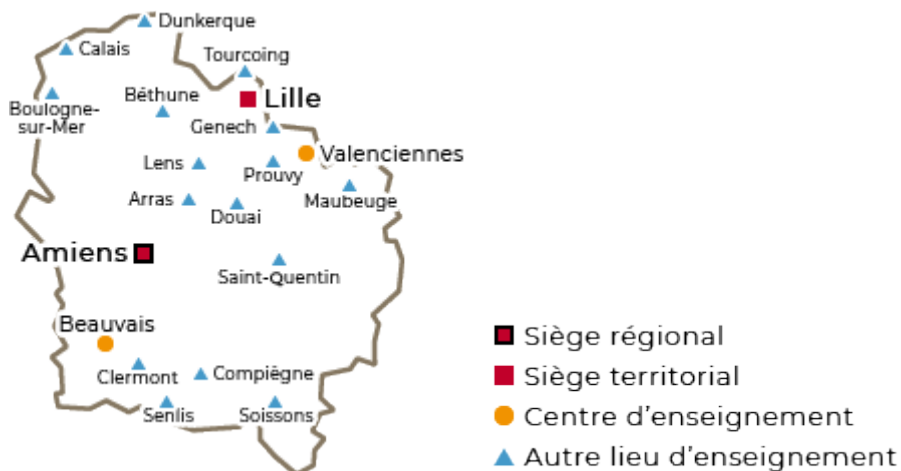 Dunkerque
Calais
Tourcoing
Béthune
Lille
Boulogne-
sur-Mer
Genech
Valenciennes
Lens
Prouvy
Maubeuge
Arras
Douai
Amiens
Saint-Quentin
Beauvais
Clermont
Compiègne
Senlis
Soissons
Siège régional
Siège territorial
Centre d'enseignement
Autre lieu d'enseignement